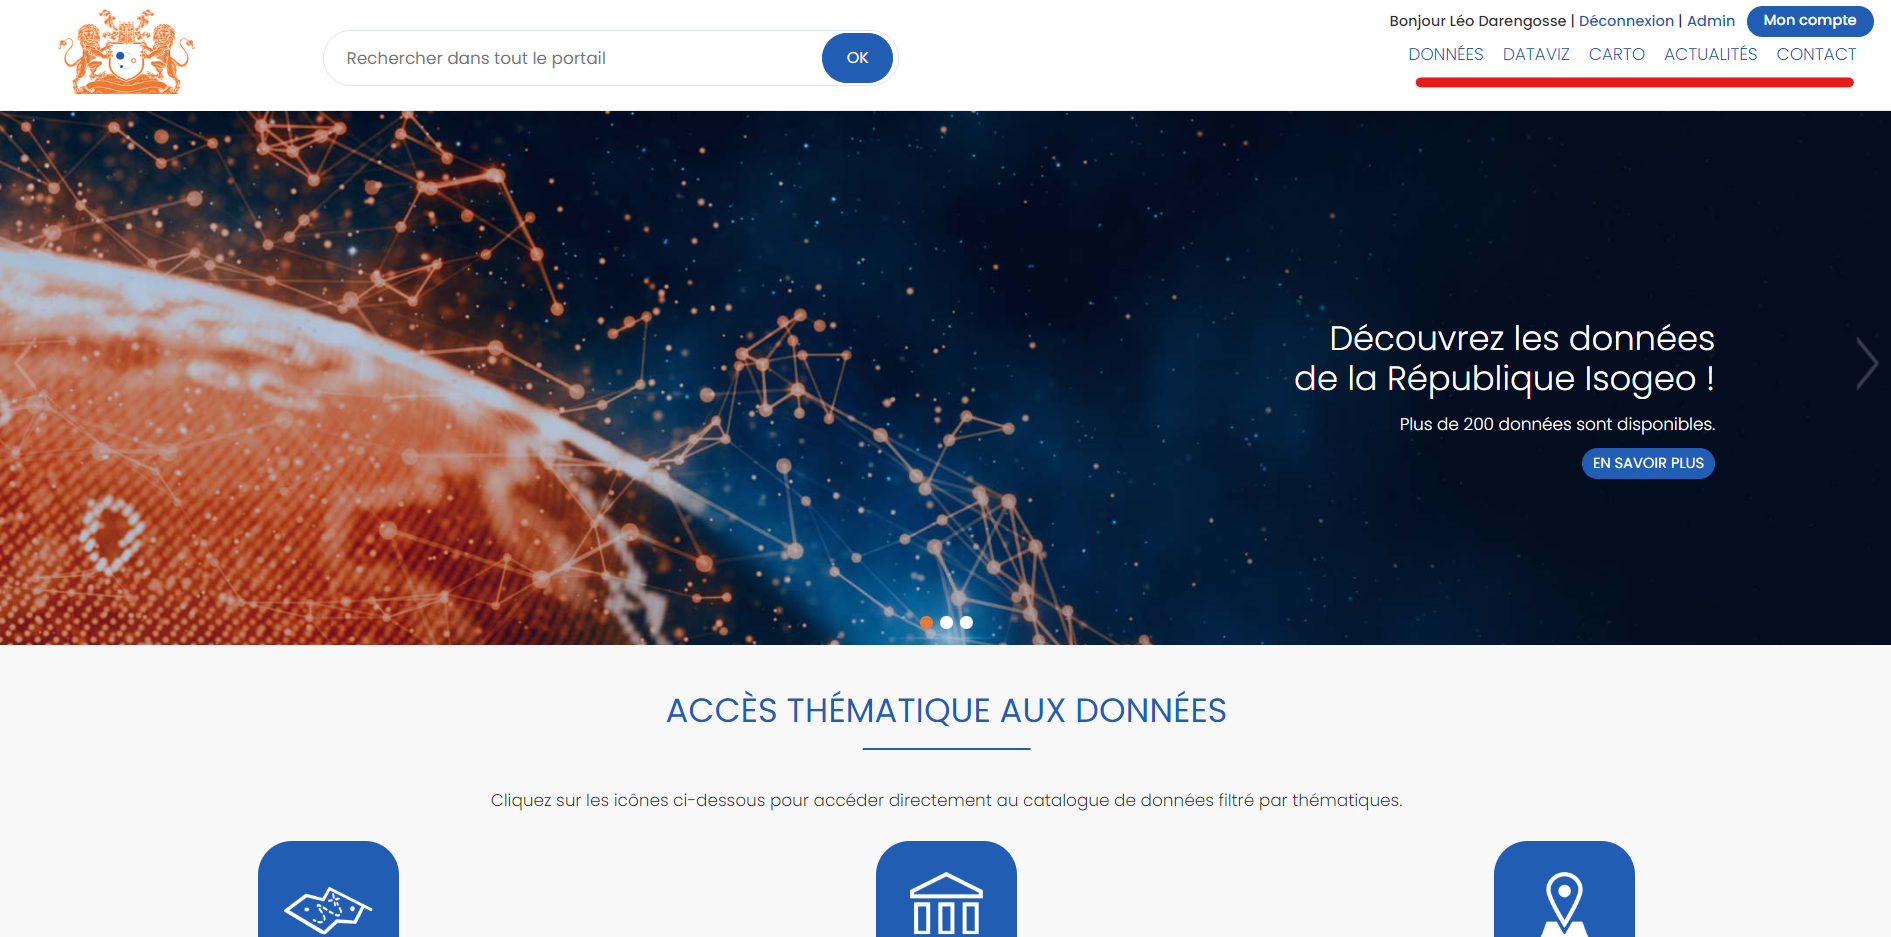 Bonjour Léo Darengosse | Déconnexion | Admin Mon compte
Rechercher dans tout le portail OK
DONNÉES DATAVIZ CARTO ACTUALITÉS CONTACT
Découvrez les données
de la République Isogeo !
Plus de 200 données sont disponibles.
EN SAVOIR PLUS
ACCÈS THÉMATIQUE AUX DONNÉES
Cliquez sur les icônes ci-dessous pour accéder directement au catalogue de données filtré par thématiques.